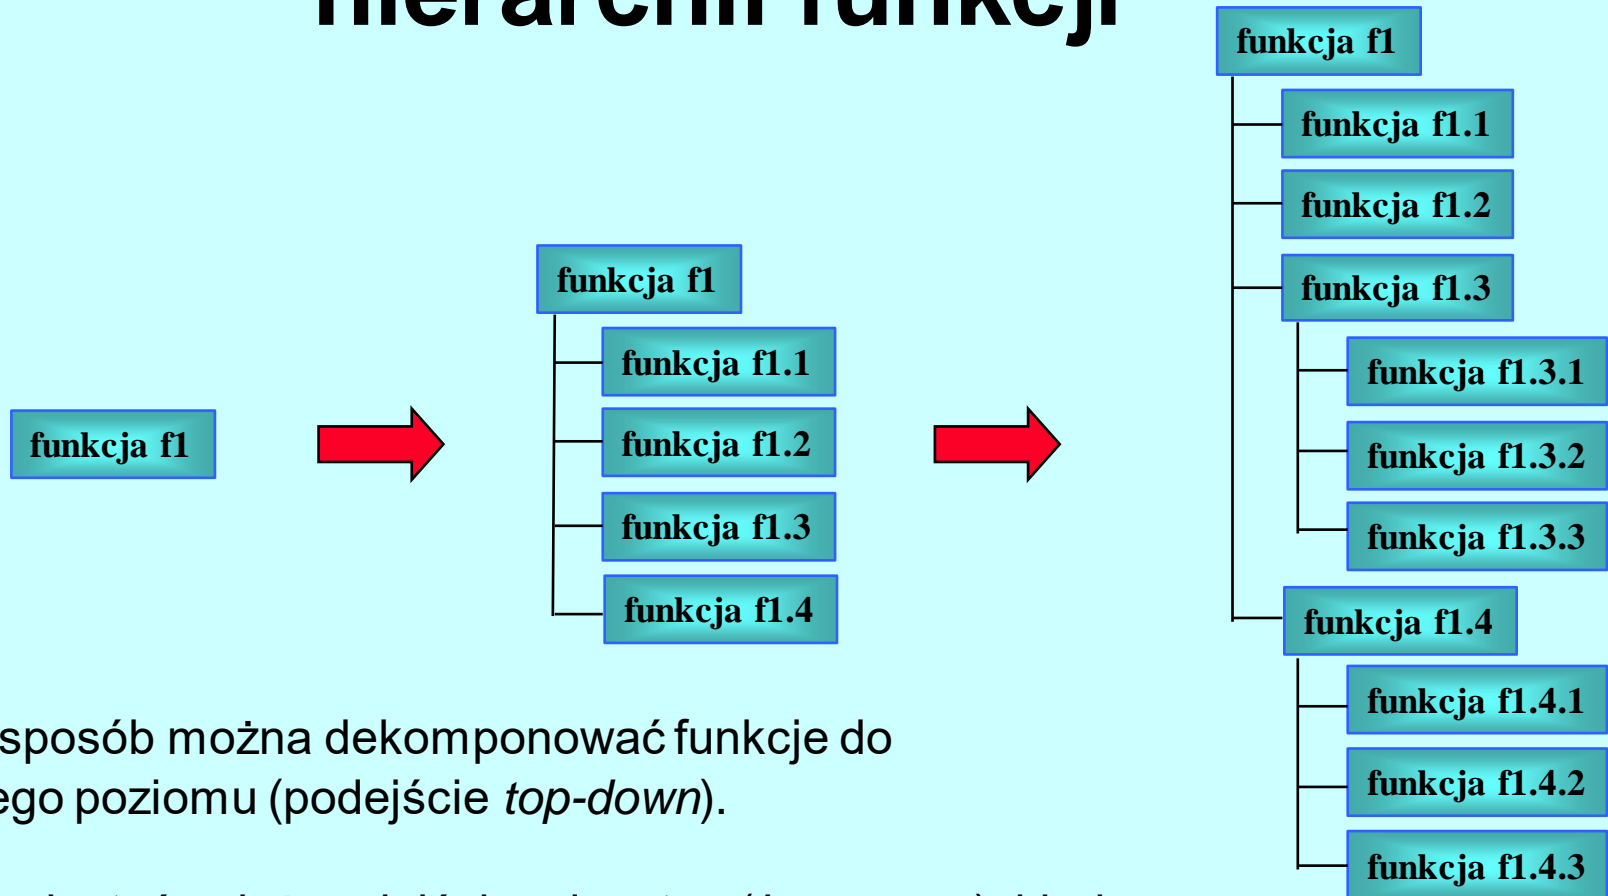 hierarchii funkcji
funkcja f1
funkcja f1
funkcja f1.1
funkcja f1.2
funkcja f1.3
funkcja f1.4
funkcja f1
funkcja f1.1
funkcja f1.2
funkcja f1.3
funkcja f1.3.1
funkcja f1.3.2
funkcja f1.3.3
funkcja f1.4
funkcja f1.4.1
funkcja f1.4.2
funkcja f1.4.3
sposób można dekomponować funkcje do
ego poziomu (podejście top-down).